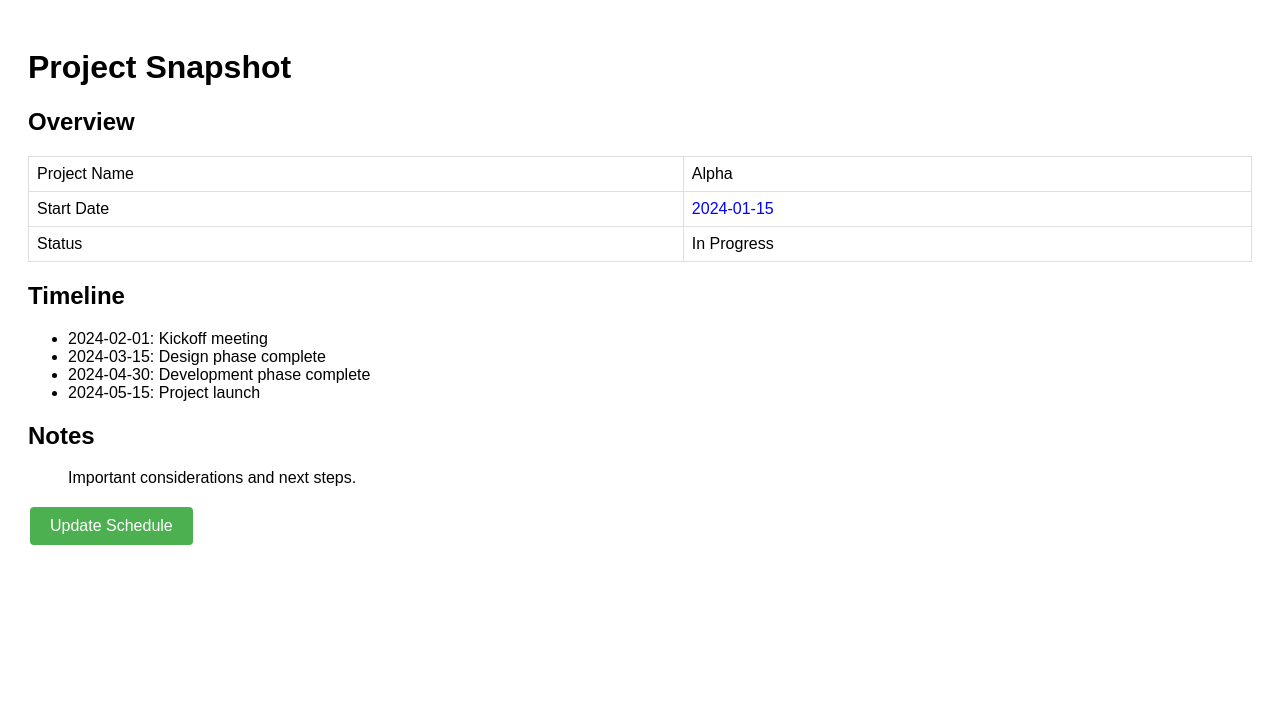 Project Snapshot
Overview
Project Name Alpha
Start Date 2024-01-15
Status In Progress
Timeline
2024-02-01: Kickoff meeting
2024-03-15: Design phase complete
2024-04-30: Development phase complete
2024-05-15: Project launch
Notes
Important considerations and next steps.
Update Schedule